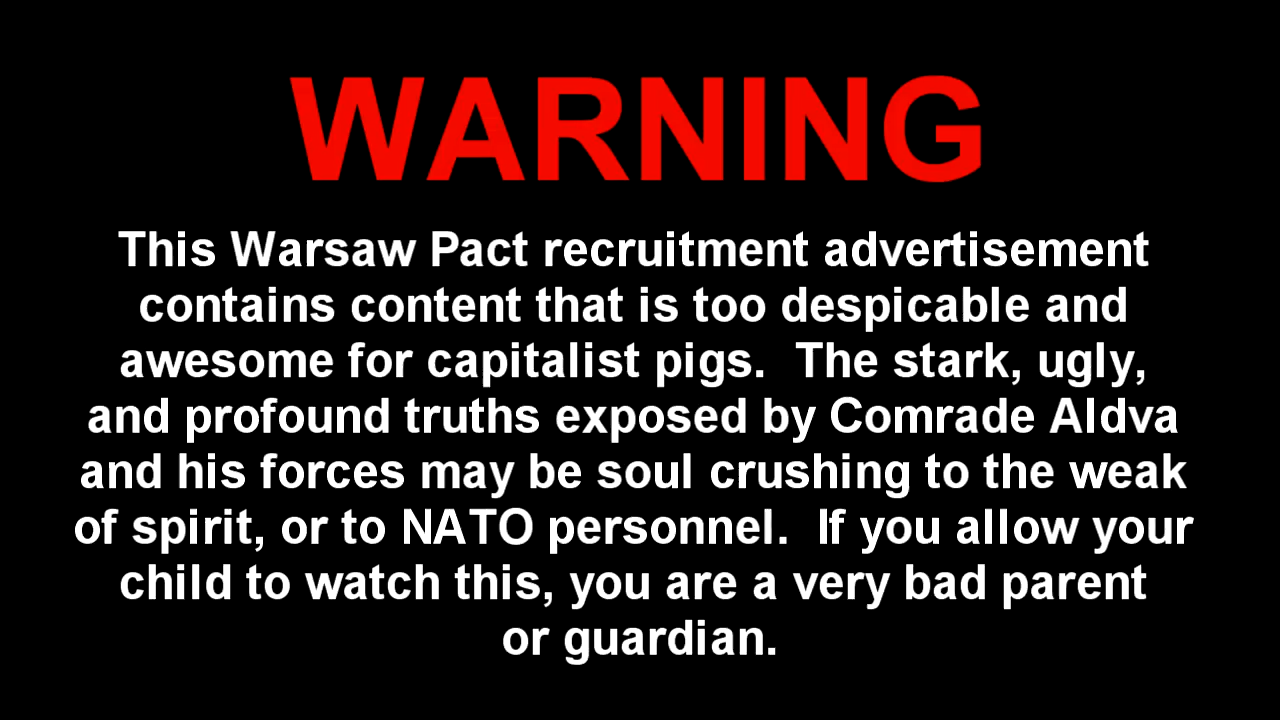 WARNING
This Warsaw Pact recruitment advertisement
contains content that is too despicable and
awesome for capitalist pigs.  The stark, ugly,
and profound truths exposed by Comrade Aldva
and his forces may be soul crushing to the weak
of spirit, or to NATO personnel.  If you allow your
child to watch this, you are a very bad parent
or guardian.